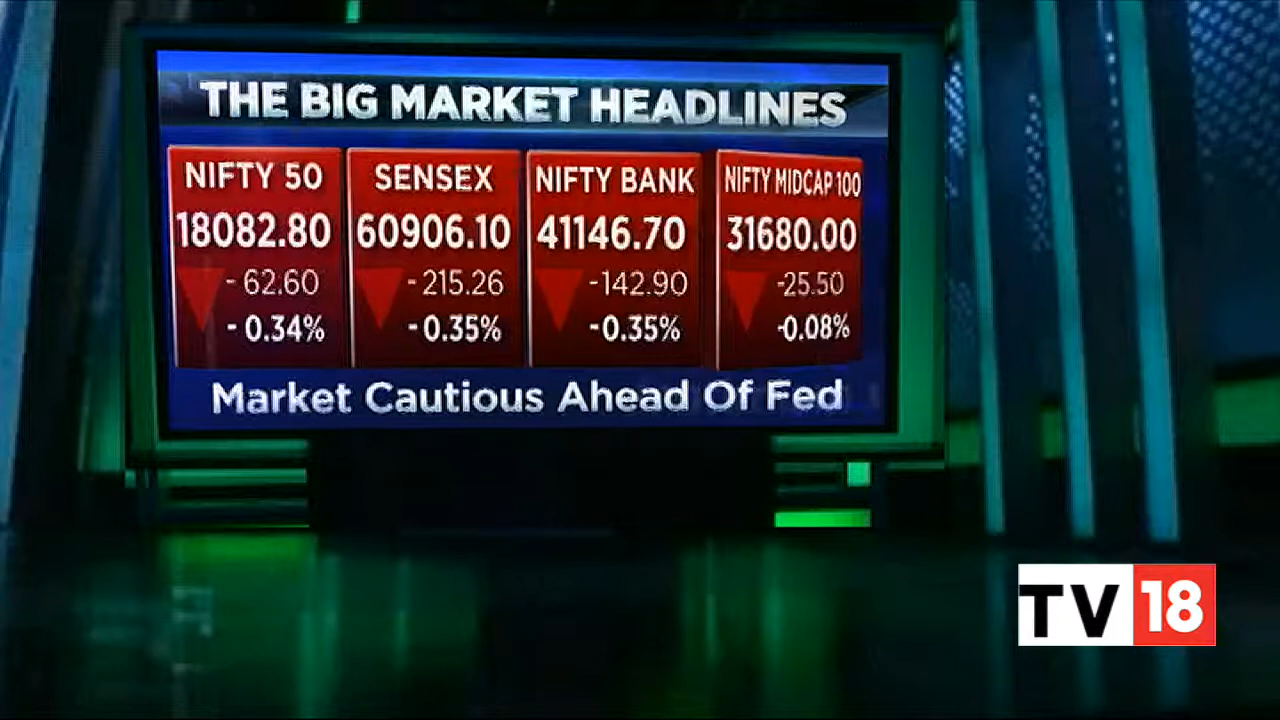 THE BIG MARKET HEADLINES
NIFTY 50
18082.80
- 62.60
- 0.34%
SENSEX
60906.10
- 215.26
- 0.35%
NIFTY BANK
41146.70
-142.90
-0.35%
NIFTY MIDCAP 100
31680.00
-25.50
-0.08%
Market Cautious Ahead Of Fed
TV18